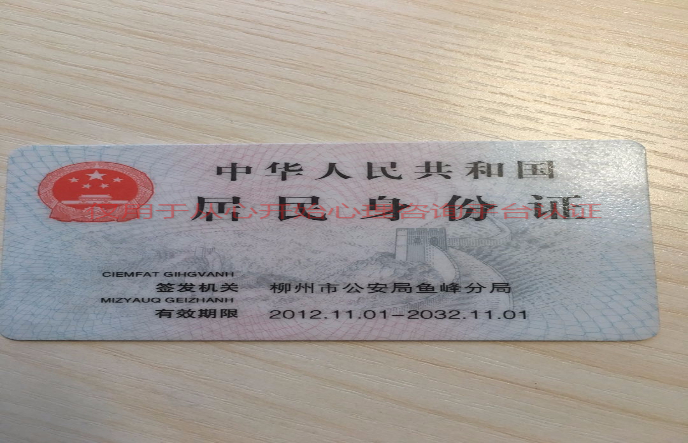 中华人民共和国
居民身份证
CIEMFAT GIHGVANH
签发机关 柳州市公安局鱼峰分局
MIZYAUQ GEIZHANH
有效期限 2012.11.01-2032.11.01